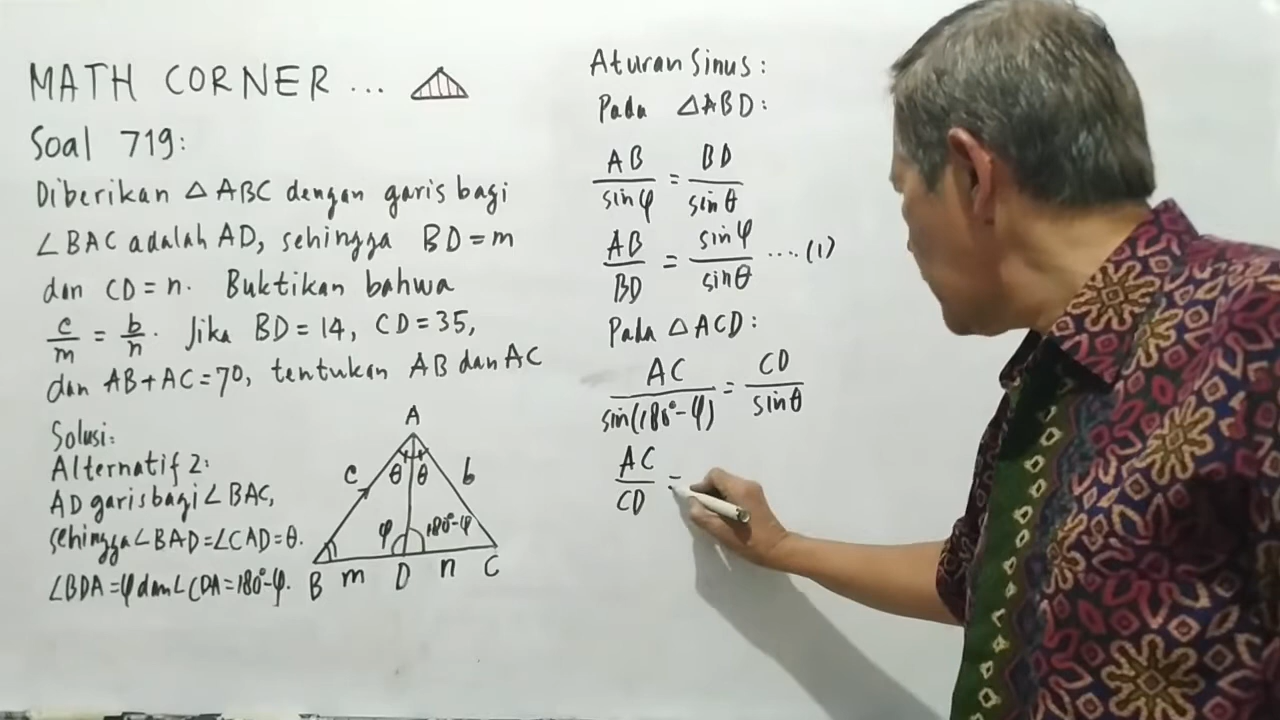 MATH CORNER ...
Soal 719:
Diberikan △ABC dengan garis bagi
∠BAC adalah AD, sehingga BD = m
dan CD = n. Buktikan bahwa
c/m = b/n. Jika BD = 14, CD = 35,
dan AB + AC = 70, tentukan AB dan AC
Solusi:
Alternatif 2:
AD garis bagi ∠BAC,
sehingga ∠BAD = ∠CAD = θ.
∠BDA = φ dan ∠CDA = 180° - φ.
A
c θ θ b
φ 180° - φ
B m D n C
Aturan Sinus:
Pada △ABD:
AB/sin φ = BD/sin θ
AB/BD = sin φ/sin θ ....(1)
Pada △ACD:
AC/sin(180° - φ) = CD/sin θ
AC/CD =